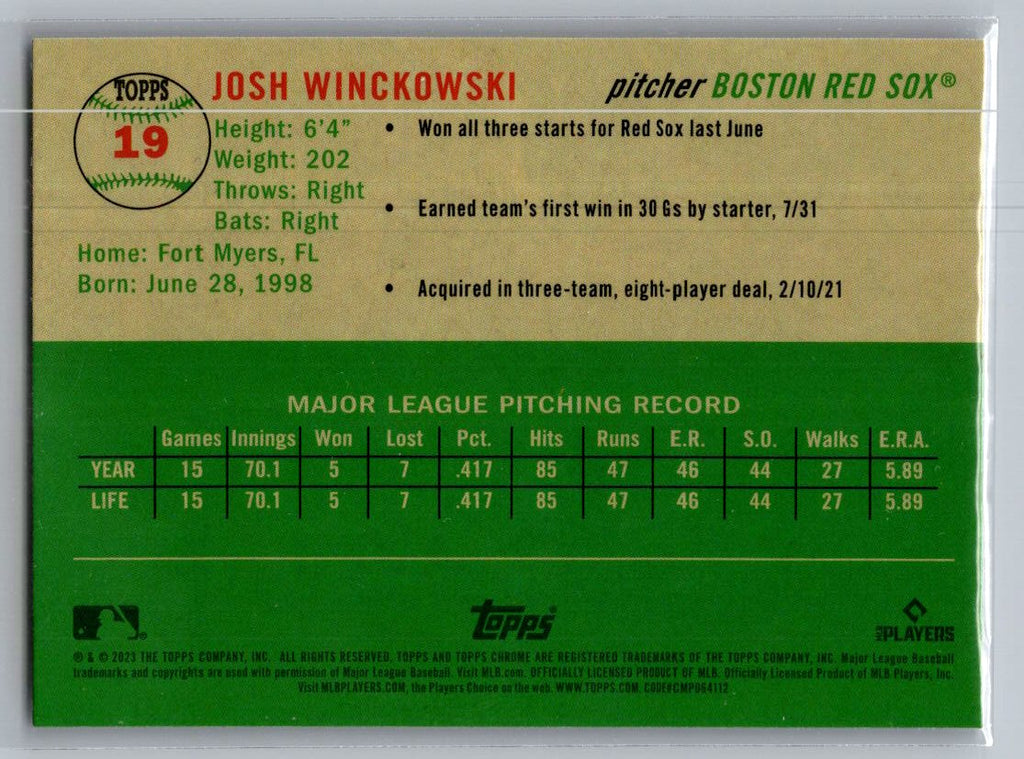 TOPPS
19
JOSH WINCKOWSKI
pitcher BOSTON RED SOX®
Height: 6'4"
Weight: 202
Throws: Right
Bats: Right
Home: Fort Myers, FL
Born: June 28, 1998
• Won all three starts for Red Sox last June
• Earned team's first win in 30 Gs by starter, 7/31
• Acquired in three-team, eight-player deal, 2/10/21
MAJOR LEAGUE PITCHING RECORD
Games Innings Won Lost Pct. Hits Runs E.R. S.O. Walks E.R.A.
YEAR 15 70.1 5 7 .417 85 47 46 44 27 5.89
LIFE 15 70.1 5 7 .417 85 47 46 44 27 5.89
topps®
MLB PLAYERS
® & © 2023 THE TOPPS COMPANY, INC. ALL RIGHTS RESERVED. TOPPS AND TOPPS CHROME ARE REGISTERED TRADEMARKS OF THE TOPPS COMPANY, INC. Major League Baseball
trademarks and copyrights are used with permission of Major League Baseball. Visit MLB.com. OFFICIALLY LICENSED PRODUCT OF MLB. Officially Licensed Product of MLB Players, Inc.
Visit MLBPLAYERS.COM, the Players Choice on the web. WWW.TOPPS.COM. CODE#CMP064112